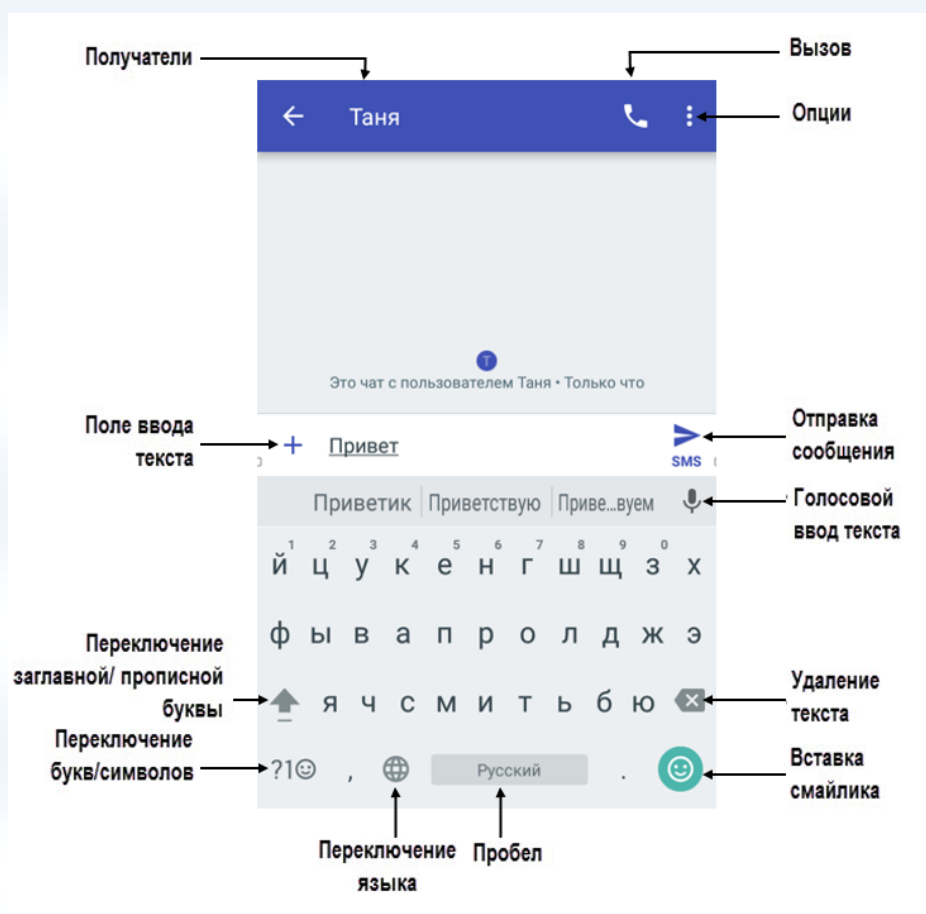 Получатели
Вызов
Таня
Опции
Т
Это чат с пользователем Таня • Только что
Поле ввода
текста
Привет
SMS
Отправка
сообщения
Приветик Приветствую Приве...вуем
Голосовой
ввод текста
1 2 3 4 5 6 7 8 9 0
й ц у к е н г ш щ з х
ф ы в а п р о л д ж э
Переключение
заглавной/ прописной
буквы
я ч с м и т ь б ю
Удаление
текста
Переключение
букв/символов
?1☺ , Русский .
Вставка
смайлика
Переключение
языка
Пробел